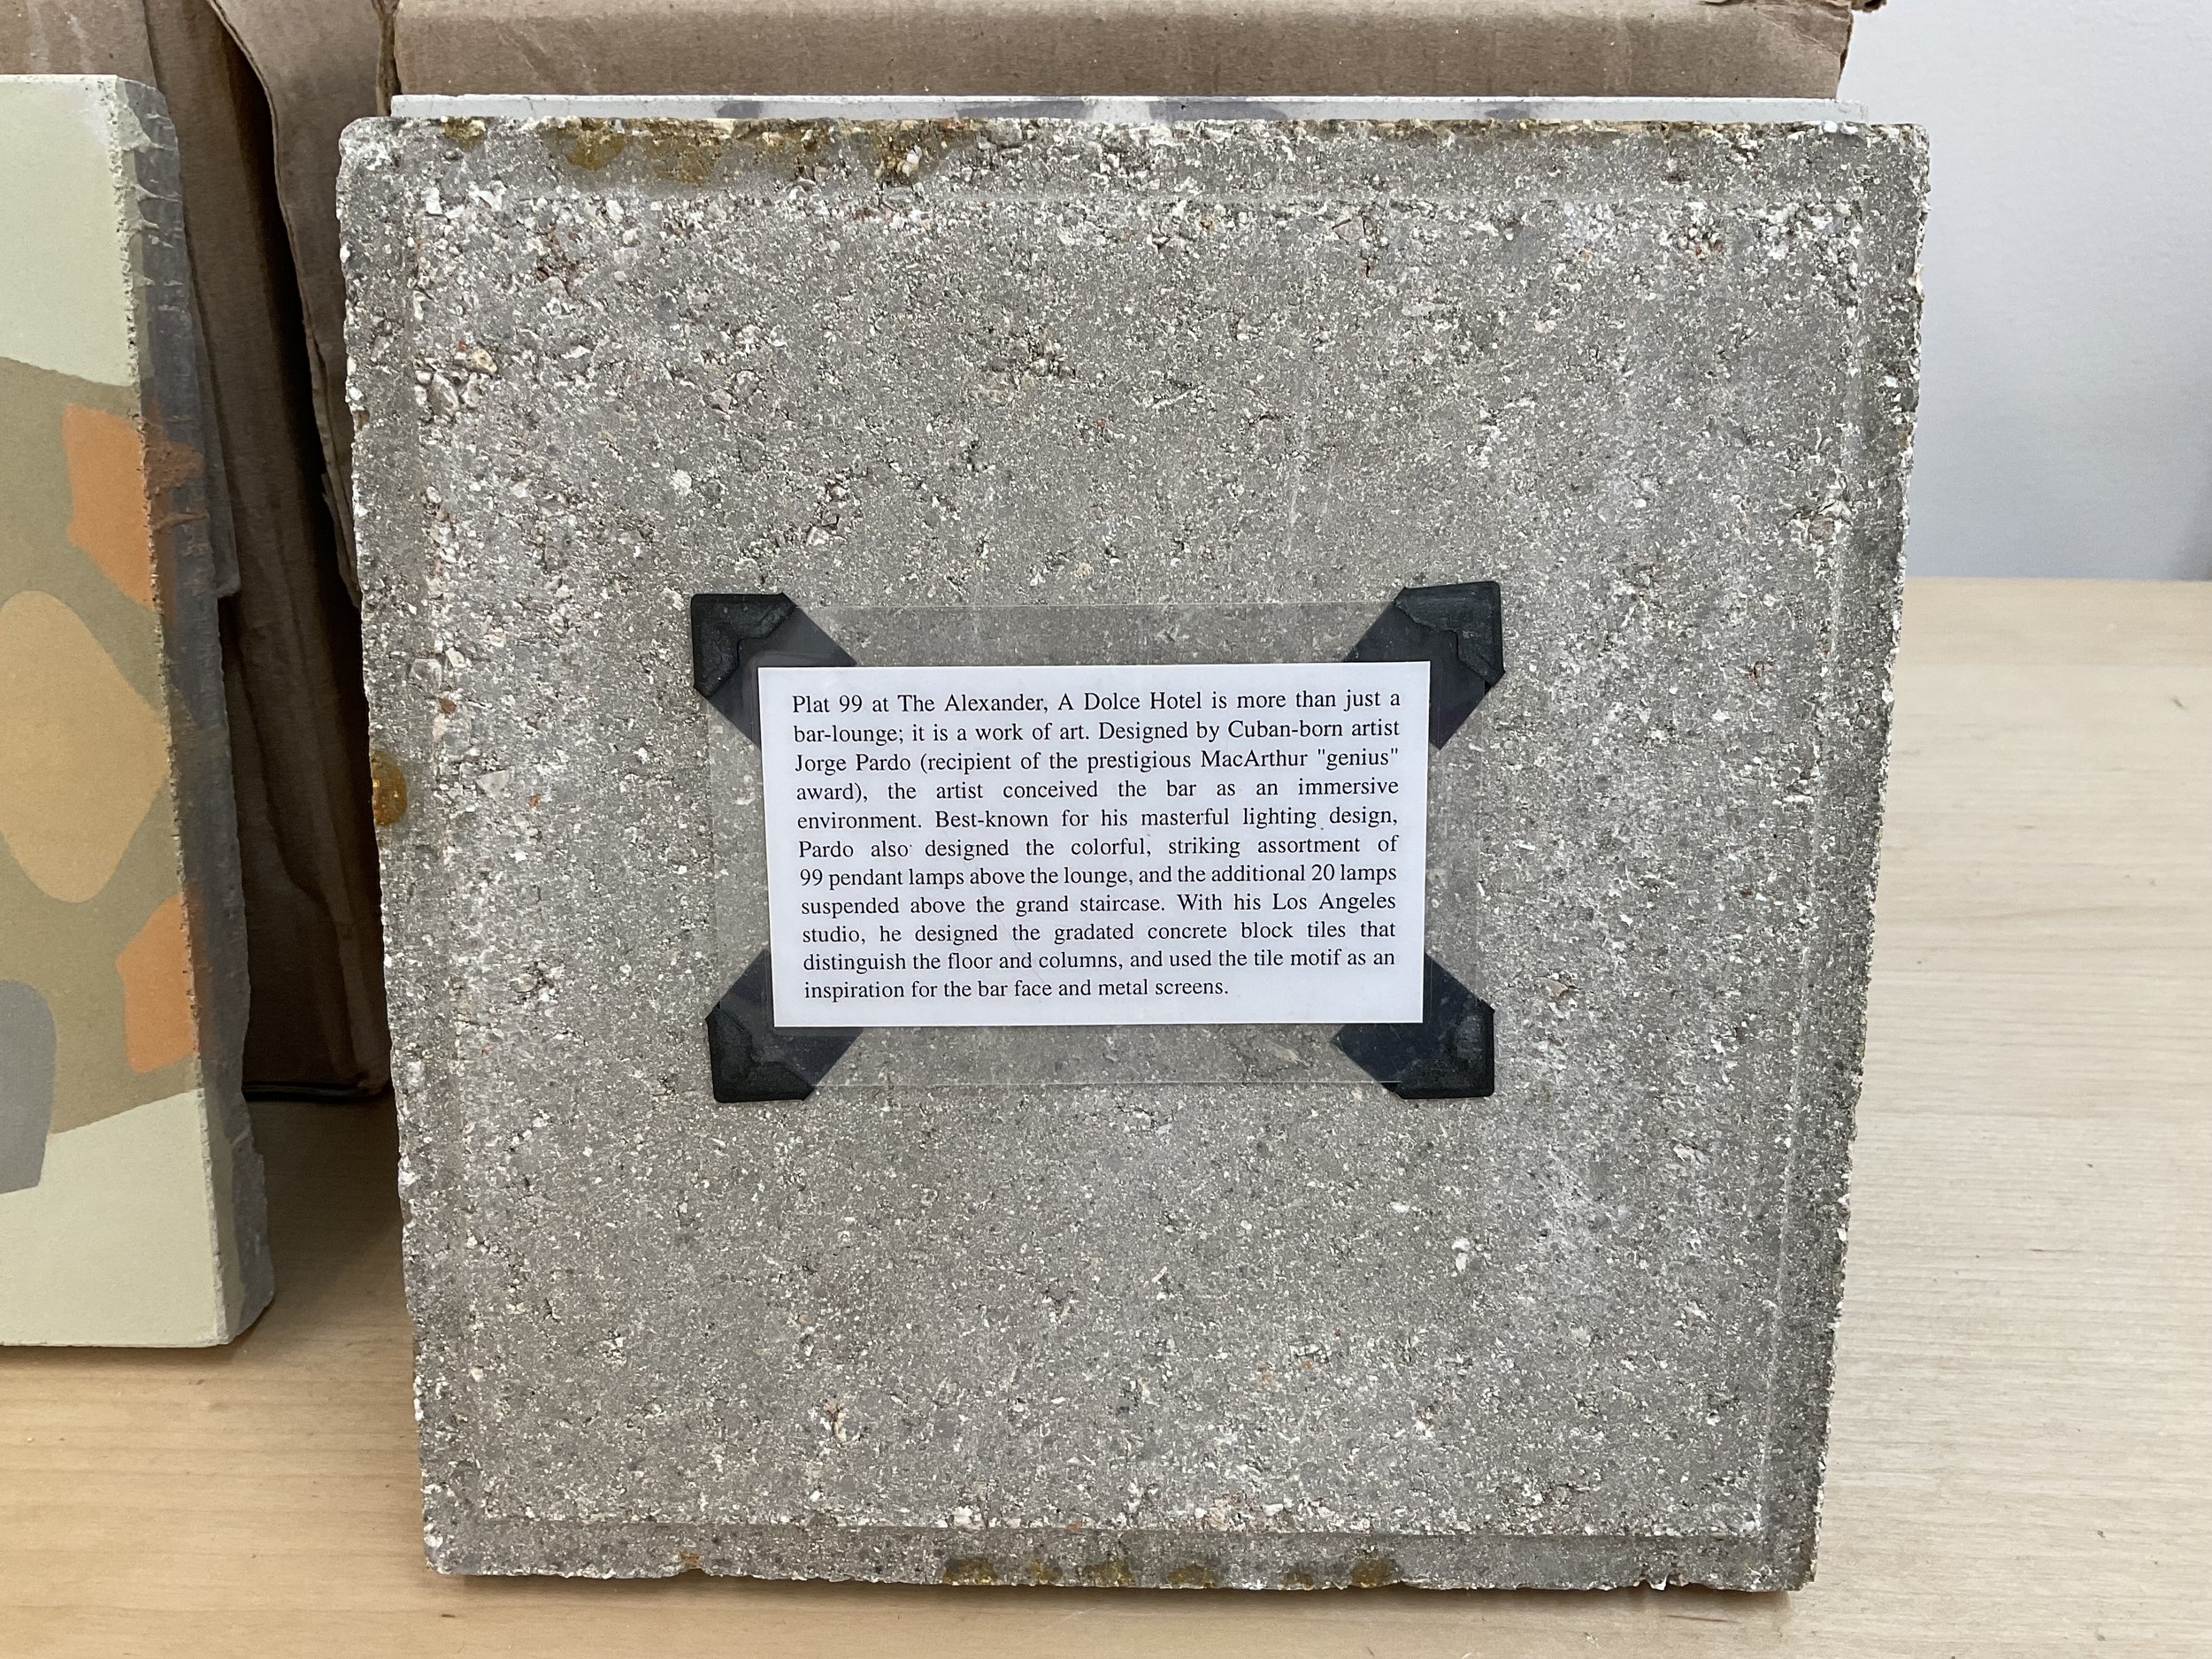 Plat 99 at The Alexander, A Dolce Hotel is more than just a
bar-lounge; it is a work of art. Designed by Cuban-born artist
Jorge Pardo (recipient of the prestigious MacArthur "genius"
award), the artist conceived the bar as an immersive
environment. Best-known for his masterful lighting design,
Pardo also designed the colorful, striking assortment of
99 pendant lamps above the lounge, and the additional 20 lamps
suspended above the grand staircase. With his Los Angeles
studio, he designed the gradated concrete block tiles that
distinguish the floor and columns, and used the tile motif as an
inspiration for the bar face and metal screens.